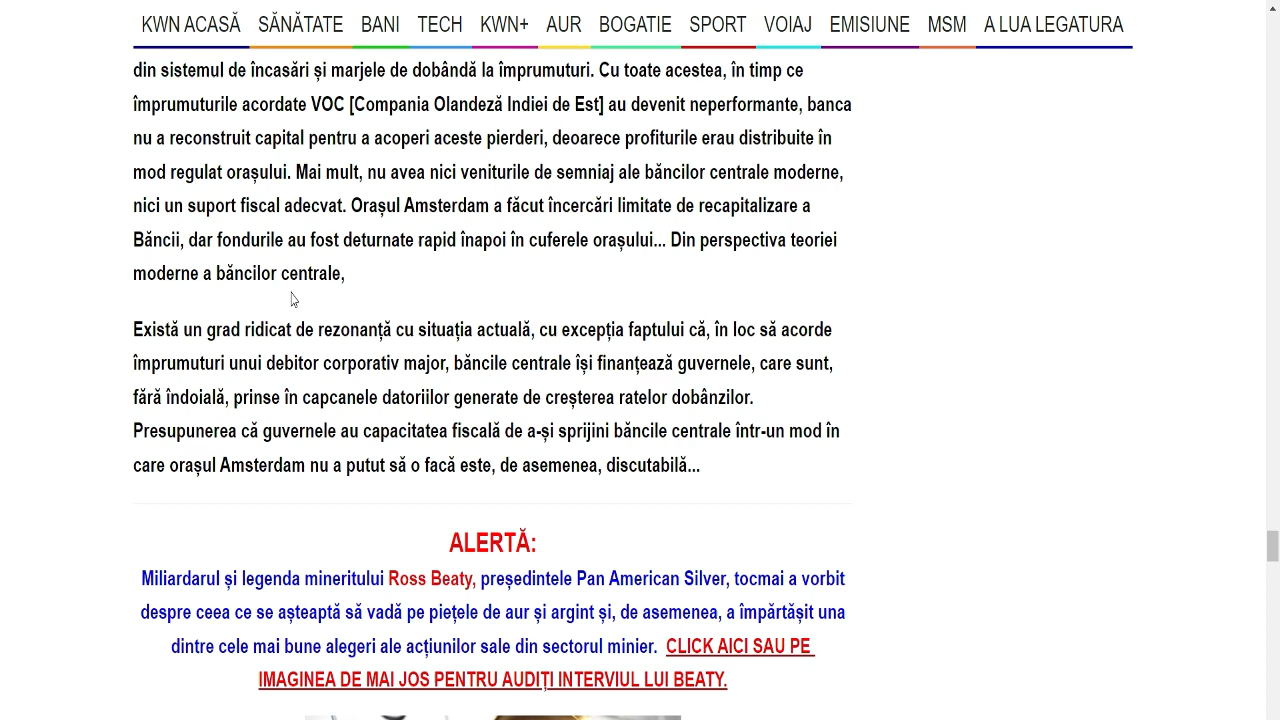 KWN ACASĂ SĂNĂTATE BANI TECH KWN+ AUR BOGATIE SPORT VOIAJ EMISIUNE MSM A LUA LEGATURA
din sistemul de încasări și marjele de dobândă la împrumuturi. Cu toate acestea, în timp ce
împrumuturile acordate VOC [Compania Olandeză Indiei de Est] au devenit neperformante, banca
nu a reconstruit capital pentru a acoperi aceste pierderi, deoarece profiturile erau distribuite în
mod regulat orașului. Mai mult, nu avea nici veniturile de semniaj ale băncilor centrale moderne,
nici un suport fiscal adecvat. Orașul Amsterdam a făcut încercări limitate de recapitalizare a
Băncii, dar fondurile au fost deturnate rapid înapoi în cuferele orașului... Din perspectiva teoriei
moderne a băncilor centrale,
Există un grad ridicat de rezonanță cu situația actuală, cu excepția faptului că, în loc să acorde
împrumuturi unui debitor corporativ major, băncile centrale își finanțează guvernele, care sunt,
fără îndoială, prinse în capcanele datoriilor generate de creșterea ratelor dobânzilor.
Presupunerea că guvernele au capacitatea fiscală de a-și sprijini băncile centrale într-un mod în
care orașul Amsterdam nu a putut să o facă este, de asemenea, discutabilă...
ALERTĂ:
Miliardarul și legenda mineritului Ross Beaty, președintele Pan American Silver, tocmai a vorbit
despre ceea ce se așteaptă să vadă pe piețele de aur și argint și, de asemenea, a împărtășit una
dintre cele mai bune alegeri ale acțiunilor sale din sectorul minier. CLICK AICI SAU PE
IMAGINEA DE MAI JOS PENTRU AUDIȚI INTERVIUL LUI BEATY.